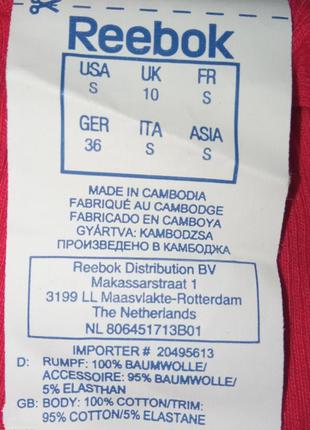 Reebok
USA UK FR
S 10 S
GER ITA ASIA
36 S S
MADE IN CAMBODIA
FABRIQUÉ AU CAMBODGE
FABRICADO EN CAMBOYA
GYÁRTVA: KAMBODZSA
ПРОИЗВЕДЕНО В КАМБОДЖА
Reebok Distribution BV
Makassarstraat 1
3199 LL Maasvlakte-Rotterdam
The Netherlands
NL 806451713B01
IMPORTER # 20495613
D: RUMPF: 100% BAUMWOLLE/
ACCESSOIRE: 95% BAUMWOLLE/
5% ELASTHAN
GB: BODY: 100% COTTON/TRIM:
95% COTTON/5% ELASTANE